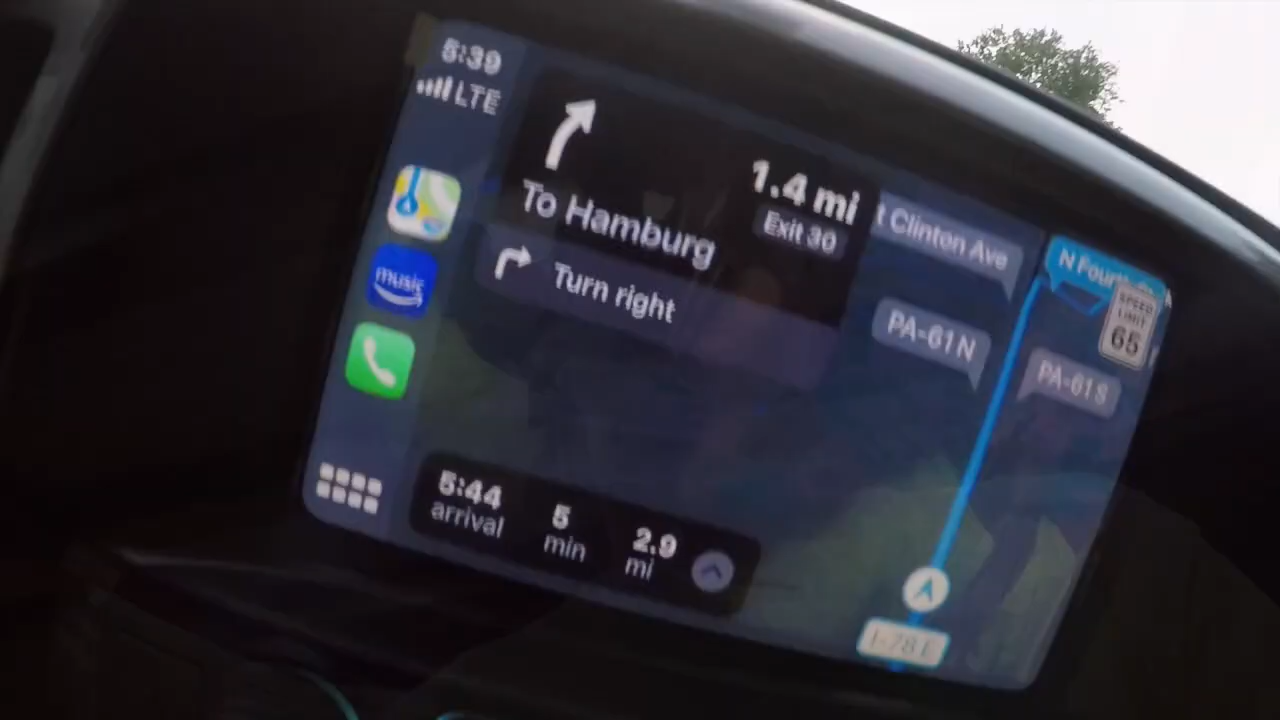 5:39
LTE
1.4 mi
Exit 30
To Hamburg
Turn right
music
t Clinton Ave
PA-61 N
PA-61 S
SPEED
LIMIT
65
5:44
arrival
5
min
2.9
mi
I-78 E